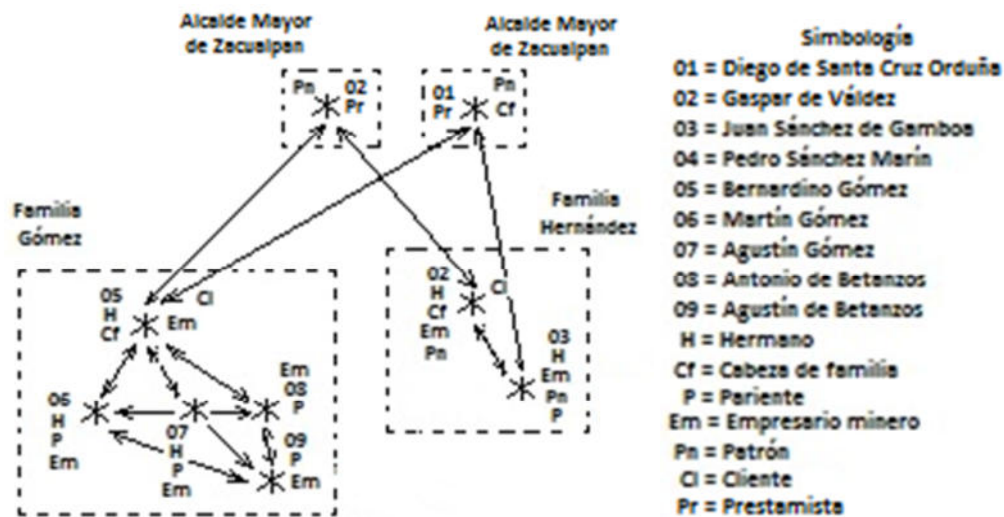 Alcalde Mayor
de Zacualpan
Alcalde Mayor
de Zacualpan
Pn 02
Pr
01 Pn
Pr Cf
Familia
Gómez
Familia
Hernández
05 Cl
H
Cf Em
02 Cl
H
Cf
Em
Pn
03
H
Em
Pn
P
Em
08
P
06
H
P
Em
07
H
P
Em
09
P
Em
Simbología
01 = Diego de Santa Cruz Orduña
02 = Gaspar de Váldez
03 = Juan Sánchez de Gamboa
04 = Pedro Sánchez Marín
05 = Bernardino Gómez
06 = Martín Gómez
07 = Agustín Gómez
08 = Antonio de Betanzos
09 = Agustín de Betanzos
H = Hermano
Cf = Cabeza de familia
P = Pariente
Em = Empresario minero
Pn = Patrón
Cl = Cliente
Pr = Prestamista